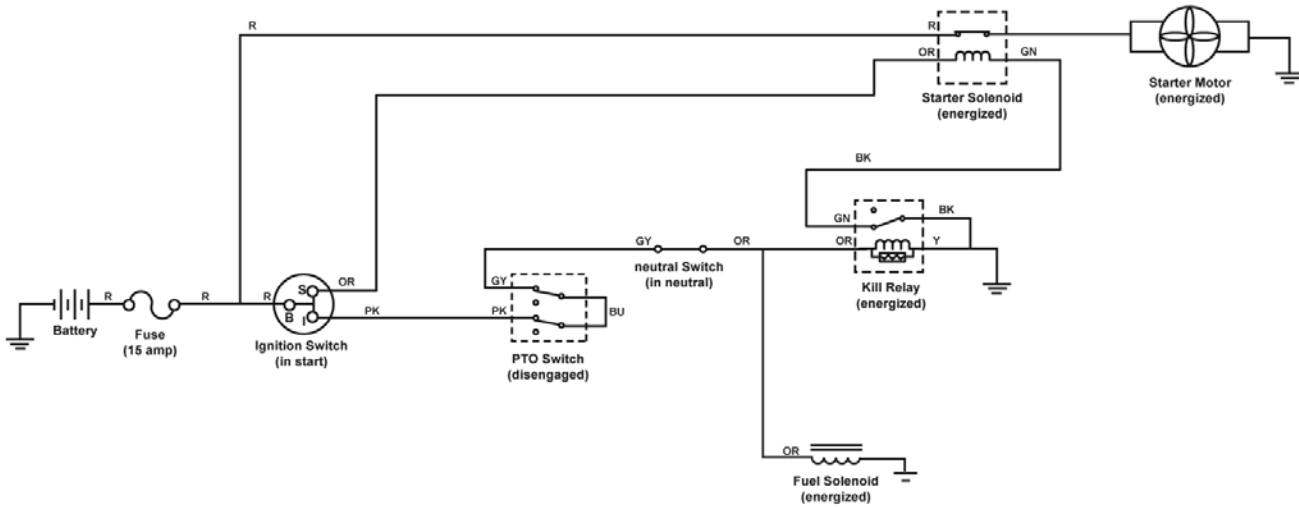 R
R
OR
GN
Starter Solenoid
(energized)
Starter Motor
(energized)
BK
GN
BK
OR
Y
Kill Relay
(energized)
GY
OR
neutral Switch
(in neutral)
GY
BU
PK
PK
PTO Switch
(disengaged)
S
OR
R
B
I
Ignition Switch
(in start)
R
R
Battery
Fuse
(15 amp)
OR
Fuel Solenoid
(energized)